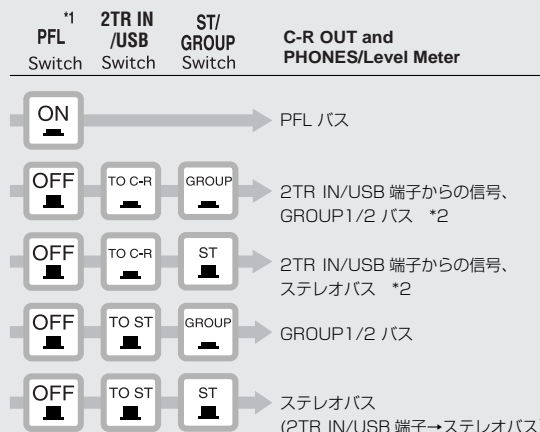 *1
PFL
Switch
2TR IN
/USB
Switch
ST/
GROUP
Switch
C-R OUT and
PHONES/Level Meter
ON
PFL バス
OFF
TO C-R
GROUP
2TR IN/USB 端子からの信号、
GROUP1/2 バス *2
OFF
TO C-R
ST
2TR IN/USB 端子からの信号、
ステレオバス *2
OFF
TO ST
GROUP
GROUP1/2 バス
OFF
TO ST
ST
ステレオバス
(2TR IN/USB 端子→ステレオバス)